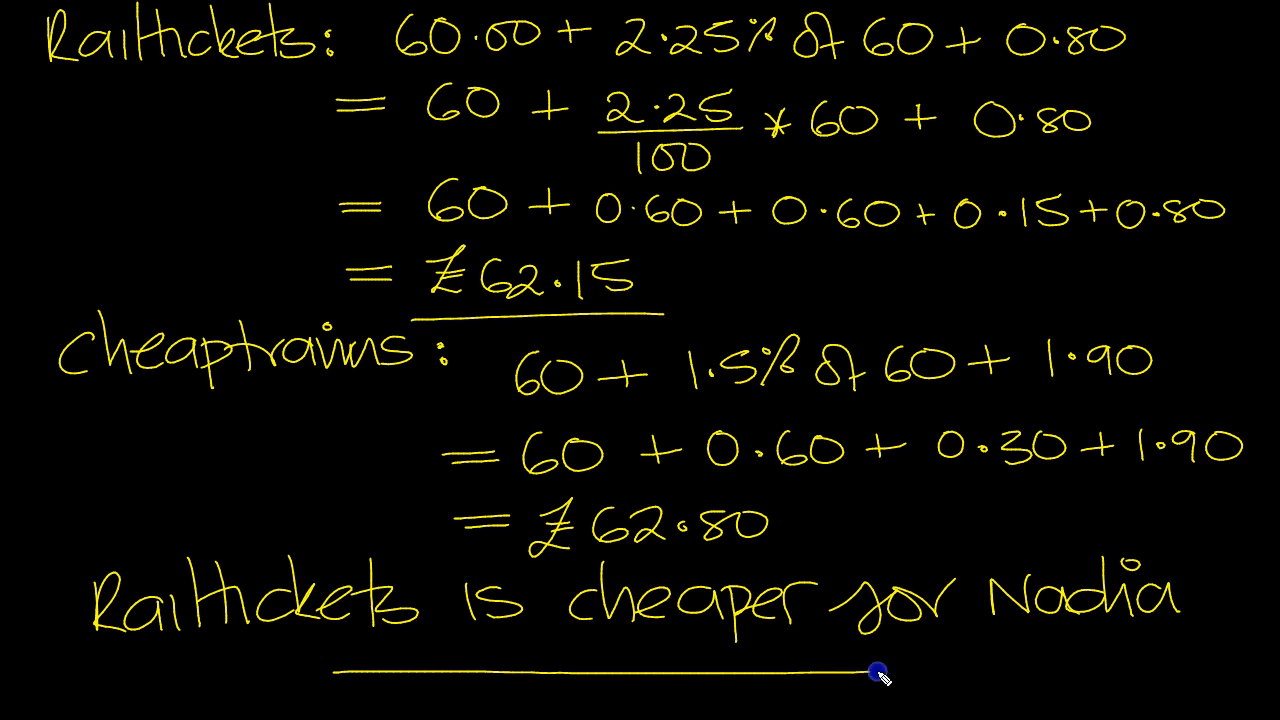 Railtickets: 60.00 + 2.25% of 60 + 0.80
= 60 + 2.25/100 * 60 + 0.80
= 60 + 0.60 + 0.60 + 0.15 + 0.80
= £62.15
Cheaptrains: 60 + 1.5% of 60 + 1.90
= 60 + 0.60 + 0.30 + 1.90
= £62.80
Railtickets is cheaper for Nadia